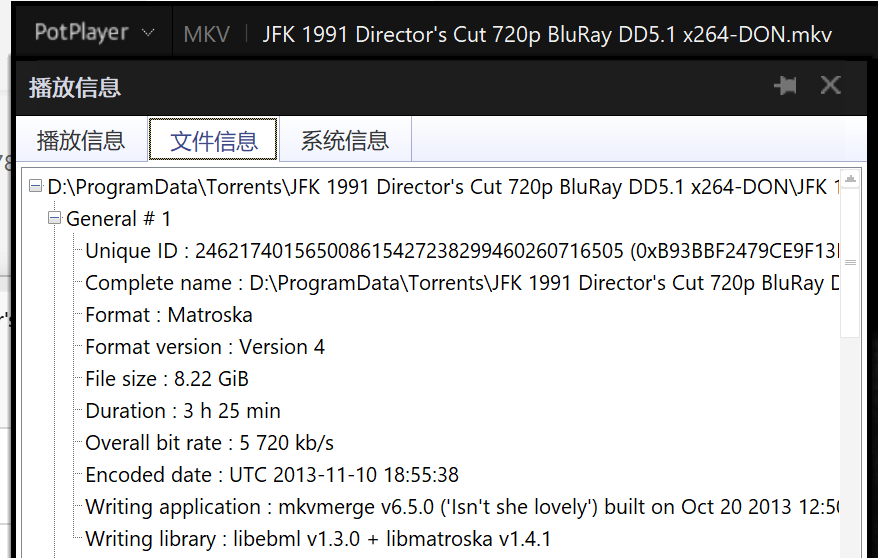 PotPlayer MKV JFK 1991 Director's Cut 720p BluRay DD5.1 x264-DON.mkv
播放信息
播放信息 文件信息 系统信息
D:\ProgramData\Torrents\JFK 1991 Director's Cut 720p BluRay DD5.1 x264-DON\JFK 1
General # 1
Unique ID : 246217401565008615427238299460260716505 (0xB93BBF2479CE9F13
Complete name : D:\ProgramData\Torrents\JFK 1991 Director's Cut 720p BluRay D
Format : Matroska
Format version : Version 4
File size : 8.22 GiB
Duration : 3 h 25 min
Overall bit rate : 5 720 kb/s
Encoded date : UTC 2013-11-10 18:55:38
Writing application : mkvmerge v6.5.0 ('Isn't she lovely') built on Oct 20 2013 12:50
Writing library : libebml v1.3.0 + libmatroska v1.4.1